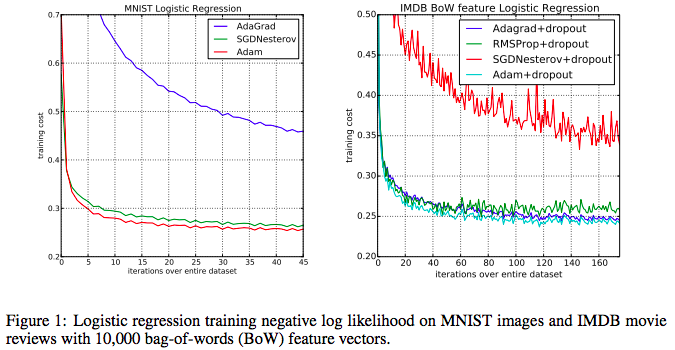 MNIST Logistic Regression
0.7
0.6
0.5
0.4
0.3
0.2
training cost
AdaGrad
SGDNesterov
Adam
0 5 10 15 20 25 30 35 40 45
iterations over entire dataset
IMDB BoW feature Logistic Regression
0.50
0.45
0.40
0.35
0.30
0.25
0.20
training cost
Adagrad+dropout
RMSProp+dropout
SGDNesterov+dropout
Adam+dropout
0 20 40 60 80 100 120 140 160
iterations over entire dataset
Figure 1: Logistic regression training negative log likelihood on MNIST images and IMDB movie
reviews with 10,000 bag-of-words (BoW) feature vectors.